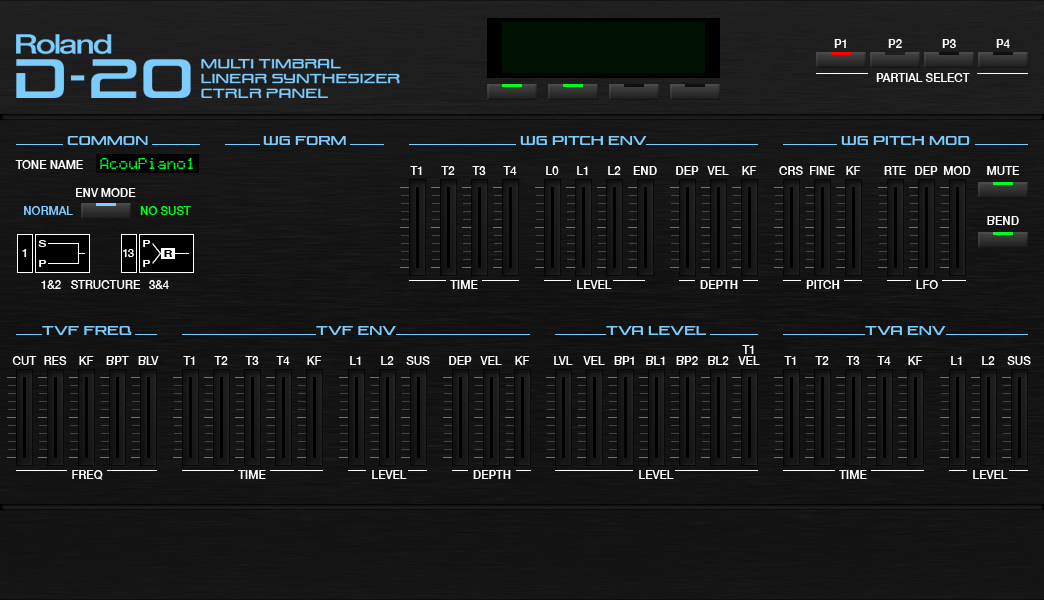 Roland
D-20 MULTI TIMBRAL
LINEAR SYNTHESIZER
CTRLR PANEL
P1 P2 P3 P4
PARTIAL SELECT
COMMON
TONE NAME AcouPiano1
ENV MODE
NORMAL NO SUST
1 S P 13 P P R
1&2 STRUCTURE 3&4
WG FORM
WG PITCH ENV
T1 T2 T3 T4 L0 L1 L2 END DEP VEL KF
TIME LEVEL DEPTH
WG PITCH MOD
CRS FINE KF RTE DEP MOD MUTE
BEND
PITCH LFO
TVF FREQ
CUT RES KF BPT BLV
FREQ
TVF ENV
T1 T2 T3 T4 KF L1 L2 SUS DEP VEL KF
TIME LEVEL DEPTH
TVA LEVEL
LVL VEL BP1 BL1 BP2 BL2 T1 VEL
LEVEL
TVA ENV
T1 T2 T3 T4 KF L1 L2 SUS
TIME LEVEL